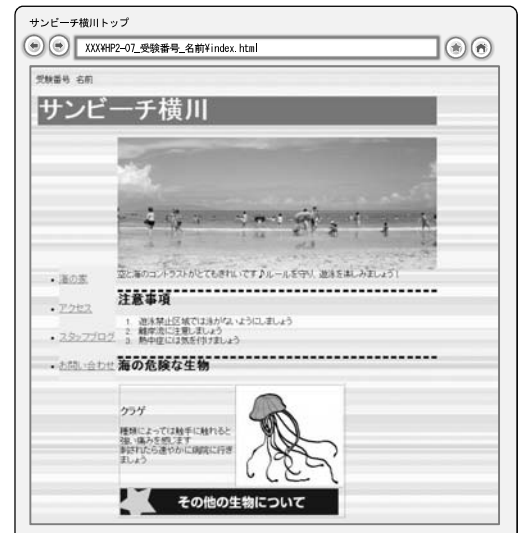 サンビーチ横川トップ
XXX¥HP2-07_受験番号_名前¥index.html
受験番号 名前
サンビーチ横川
空と海のコントラストがとてもきれいです♪ルールを守り、遊泳を楽しみましょう!
• 海の家
• アクセス
• スタッフブログ
• お問い合わせ
注意事項
1. 遊泳禁止区域では泳がないようにしましょう
2. 離岸流に注意しましょう
3. 熱中症には気を付けましょう
海の危険な生物
クラゲ
種類によっては触手に触れると
強い痛みを感じます
刺されたら速やかに病院に行き
ましょう
その他の生物について